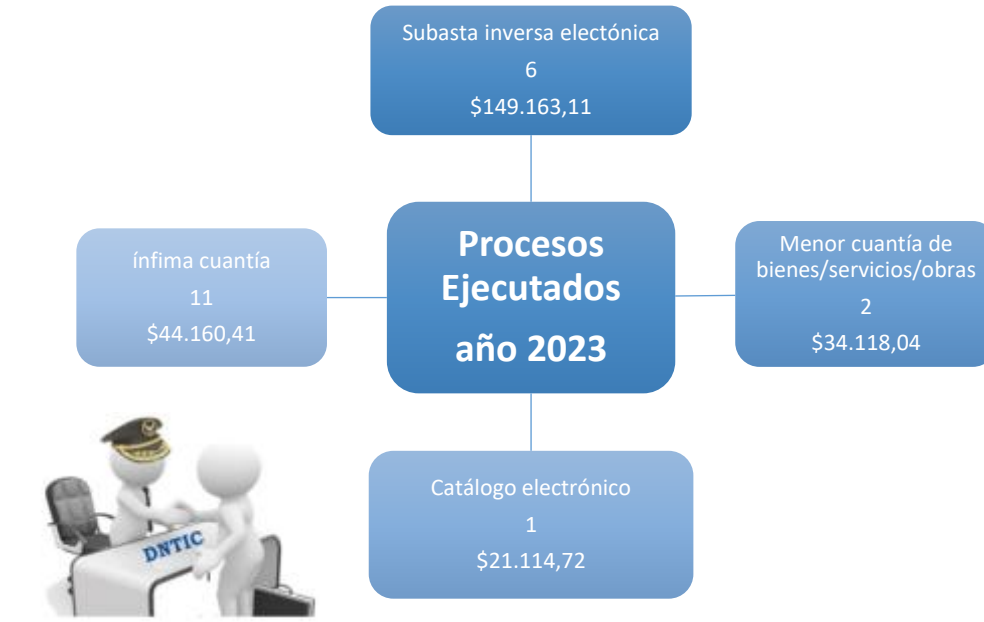 Subasta inversa electónica
6
$149.163,11
Procesos
Ejecutados
año 2023
ínfima cuantía
11
$44.160,41
Menor cuantía de
bienes/servicios/obras
2
$34.118,04
Catálogo electrónico
1
$21.114,72
DNTIC